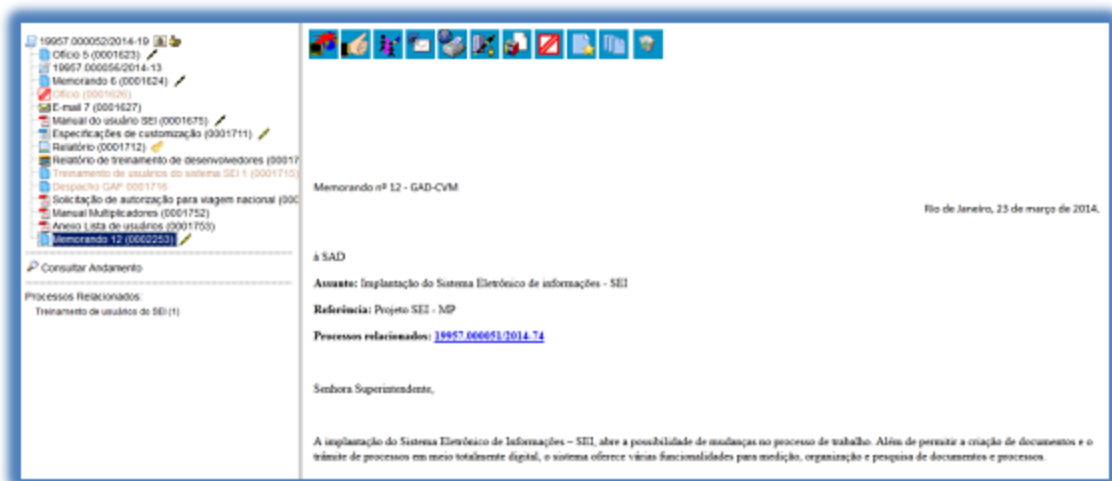 19957.000052/2014-19
Ofício 5 (0001623)
19957.000056/2014-13
Memorando 6 (0001624)
Ofício (0001626)
E-mail 7 (0001627)
Manual do usuário SEI (0001675)
Especificações de customização (0001711)
Relatório (0001712)
Relatório de treinamento de desenvolvedores (00017
Treinamento de usuários do sistema SEI 1 (0001715)
Despacho GAF 0001716
Solicitação de autorização para viagem nacional (000
Manual Multiplicadores (0001752)
Anexo Lista de usuários (0001753)
Memorando 12 (0002253)
Consultar Andamento
Processos Relacionados:
Treinamento de usuários do SEI (1)
Memorando nº 12 - GAD-CVM
Rio de Janeiro, 23 de março de 2014.
à SAD
Assunto: Implantação do Sistema Eletrônico de informações - SEI
Referência: Projeto SEI - MP
Processos relacionados: 19957.000051/2014-74
Senhora Superintendente,
A implantação do Sistema Eletrônico de Informações – SEI, abre a possibilidade de mudanças no processo de trabalho. Além de permitir a criação de documentos e o
trâmite de processos em meio totalmente digital, o sistema oferece várias funcionalidades para medição, organização e pesquisa de documentos e processos.